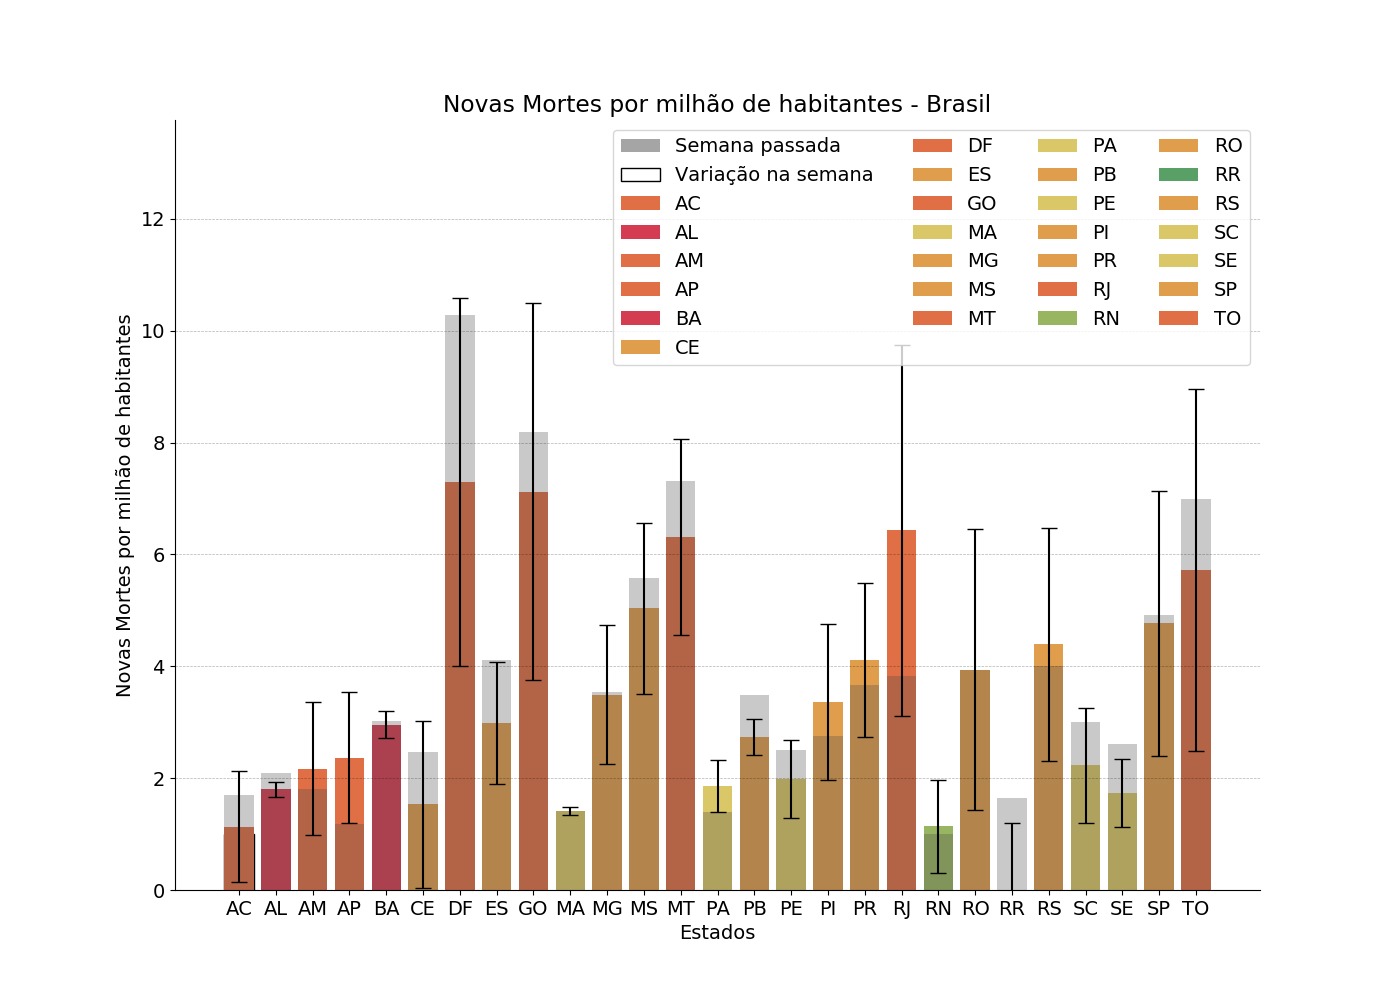 Novas Mortes por milhão de habitantes - Brasil
Semana passada
Variação na semana
AC
AL
AM
AP
BA
CE
DF
ES
GO
MA
MG
MS
MT
PA
PB
PE
PI
PR
RJ
RN
RO
RR
RS
SC
SE
SP
TO
Novas Mortes por milhão de habitantes
12
10
8
6
4
2
0
AC AL AM AP BA CE DF ES GO MA MG MS MT PA PB PE PI PR RJ RN RO RR RS SC SE SP TO
Estados